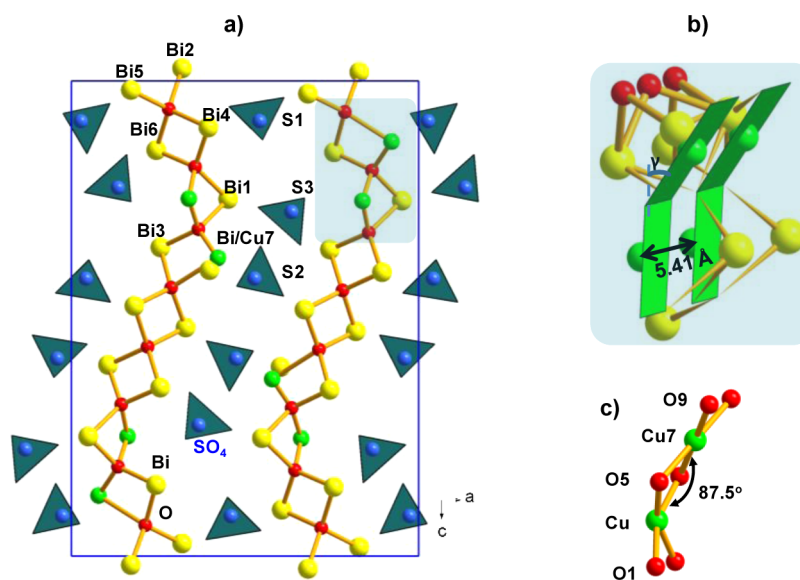 a)
Bi2
Bi5
Bi4
Bi6
S1
Bi1
S3
Bi3
Bi/Cu7
S2
SO4
Bi
O
a
c
b)
γ
5.41 Å
c)
O9
Cu7
O5
87.5°
Cu
O1